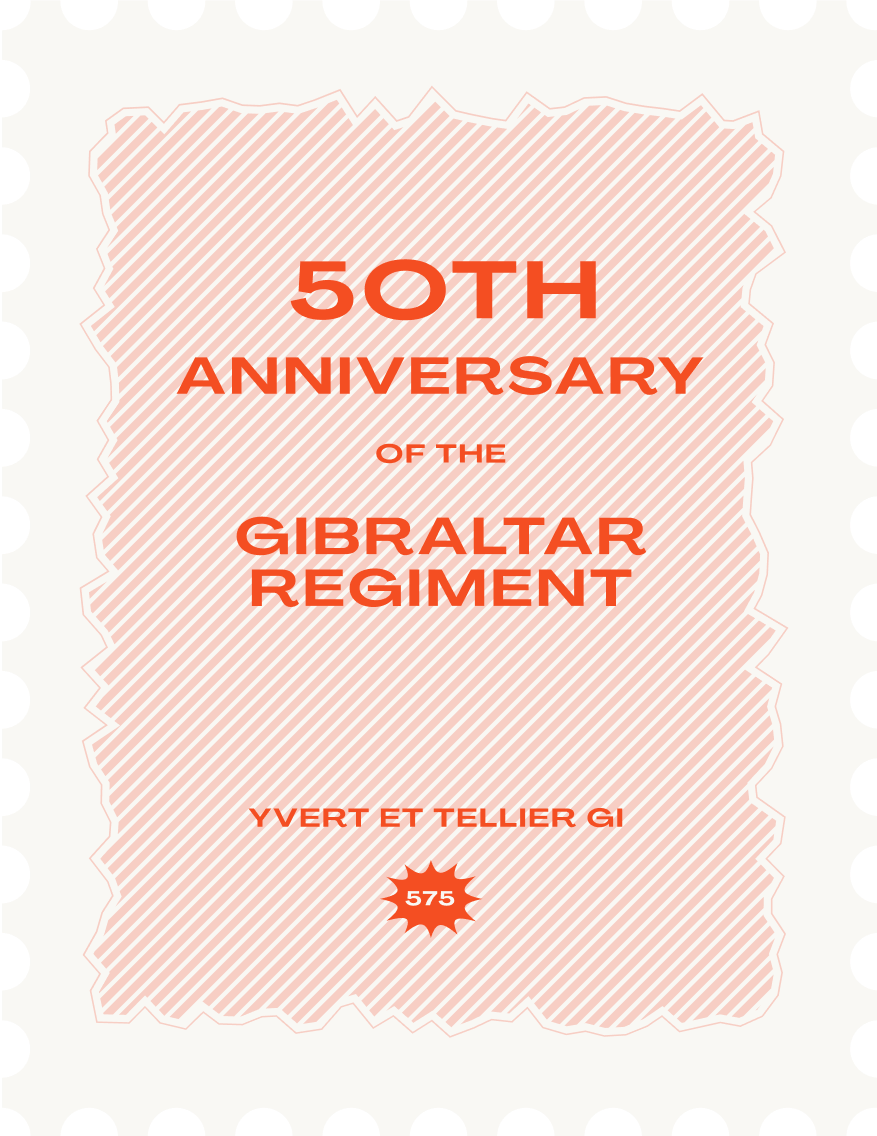 50TH
ANNIVERSARY
OF THE
GIBRALTAR
REGIMENT
YVERT ET TELLIER GI
575